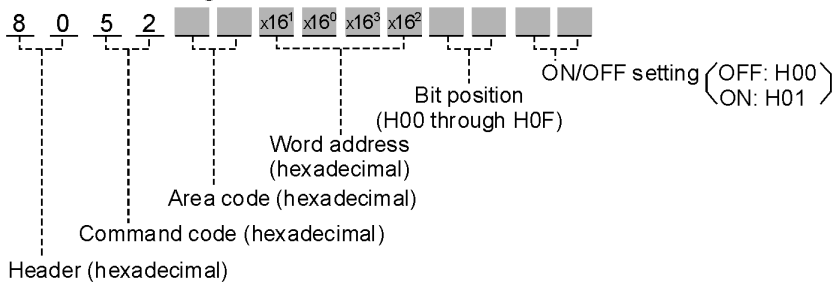 8 0 5 2 x16¹ x16⁰ x16³ x16²
ON/OFF setting (OFF: H00
ON: H01)
Bit position
(H00 through H0F)
Word address
(hexadecimal)
Area code (hexadecimal)
Command code (hexadecimal)
Header (hexadecimal)